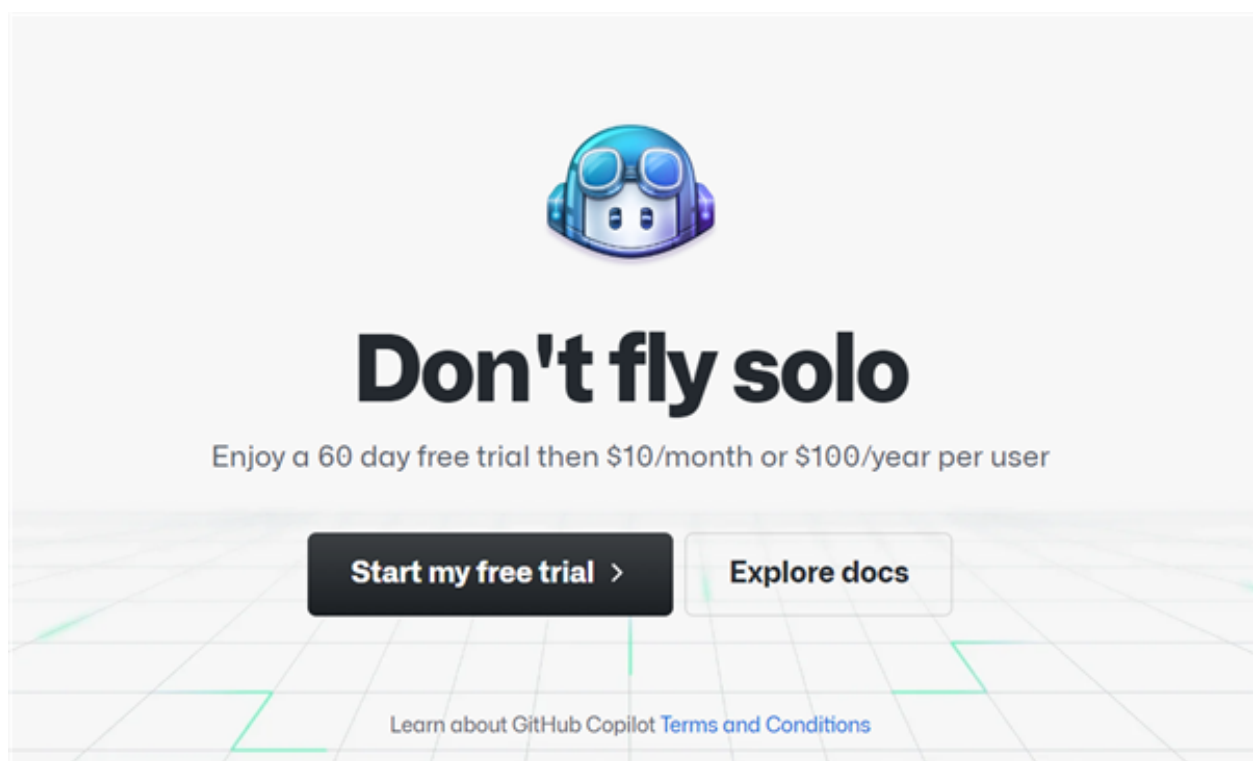 Don't fly solo
Enjoy a 60 day free trial then $10/month or $100/year per user
Start my free trial >
Explore docs
Learn about GitHub Copilot Terms and Conditions